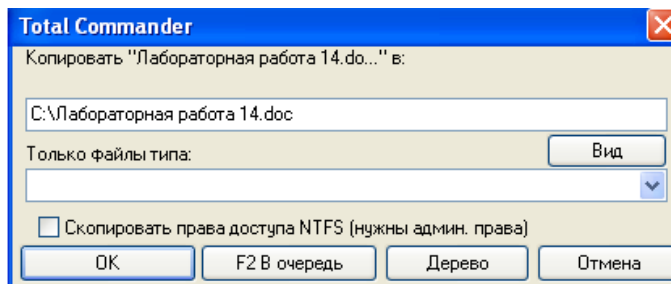 Total Commander
Копировать "Лабораторная работа 14.do..." в:
C:\Лабораторная работа 14.doc
Только файлы типа:
Вид
Скопировать права доступа NTFS (нужны админ. права)
OK F2 В очередь Дерево Отмена